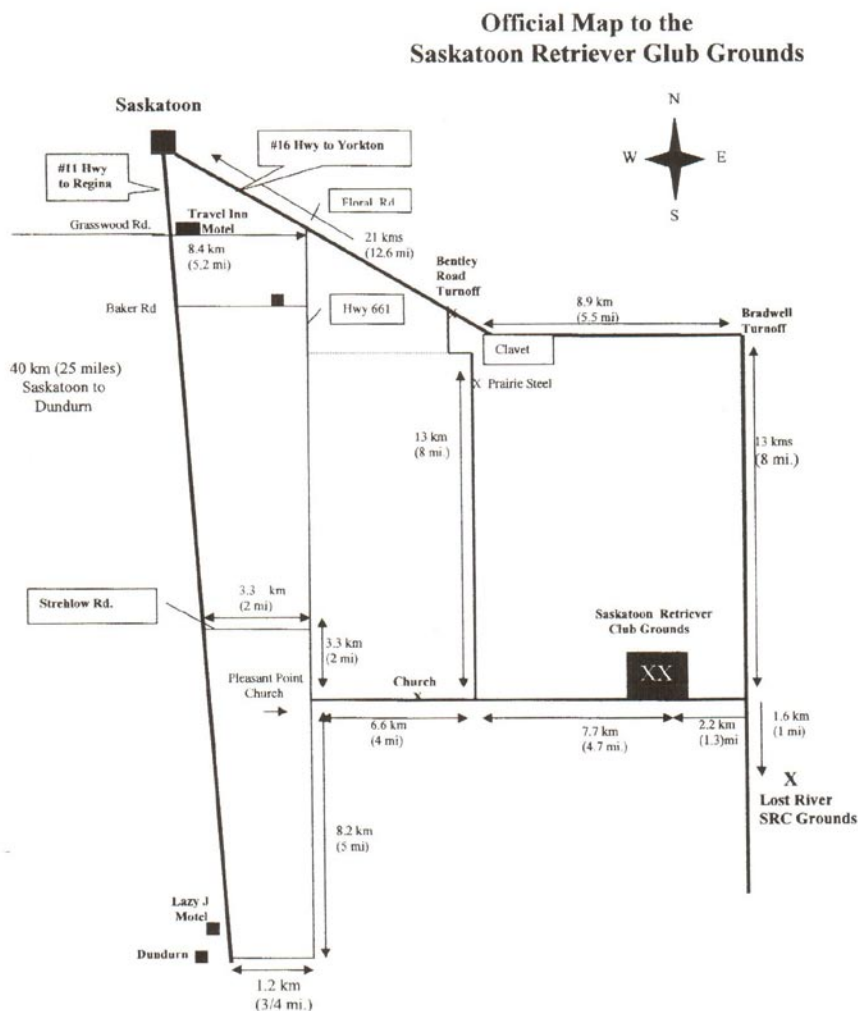 Official Map to the
Saskatoon Retriever Glub Grounds
Saskatoon
N
W
E
S
#16 Hwy to Yorkton
#11 Hwy
to Regina
Floral Rd
Travel Inn
Motel
Grasswood Rd.
8.4 km
(5.2 mi)
21 kms
(12.6 mi)
Bentley
Road
Turnoff
8.9 km
(5.5 mi)
Bradwell
Turnoff
Baker Rd
Hwy 661
X
Clavet
40 km (25 miles)
Saskatoon to
Dundurn
X Prairie Steel
13 km
(8 mi.)
13 kms
(8 mi.)
Strehlow Rd.
3.3 km
(2 mi)
3.3 km
(2 mi)
Saskatoon Retriever
Club Grounds
XX
Pleasant Point
Church
Church
X
6.6 km
(4 mi)
7.7 km
(4.7 mi.)
2.2 km
(1.3)mi
1.6 km
(1 mi)
X
Lost River
SRC Grounds
8.2 km
(5 mi)
Lazy J
Motel
Dundurn
1.2 km
(3/4 mi.)